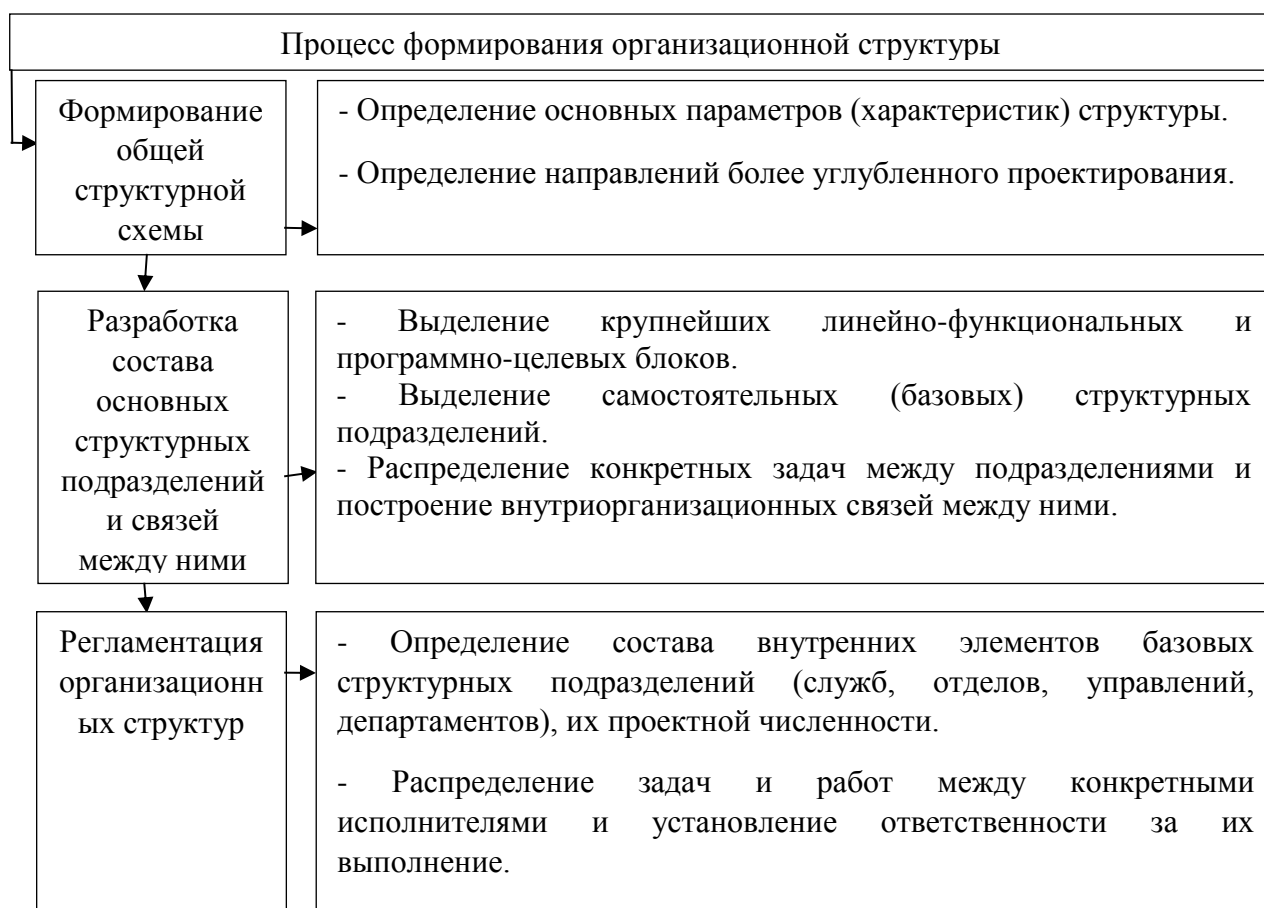 Процесс формирования организационной структуры
Формирование
общей
структурной
схемы
- Определение основных параметров (характеристик) структуры.
- Определение направлений более углубленного проектирования.
Разработка
состава
основных
структурных
подразделений
и связей
между ними
- Выделение крупнейших линейно-функциональных и
программно-целевых блоков.
- Выделение самостоятельных (базовых) структурных
подразделений.
- Распределение конкретных задач между подразделениями и
построение внутриорганизационных связей между ними.
Регламентация
организационн
ых структур
- Определение состава внутренних элементов базовых
структурных подразделений (служб, отделов, управлений,
департаментов), их проектной численности.
- Распределение задач и работ между конкретными
исполнителями и установление ответственности за их
выполнение.